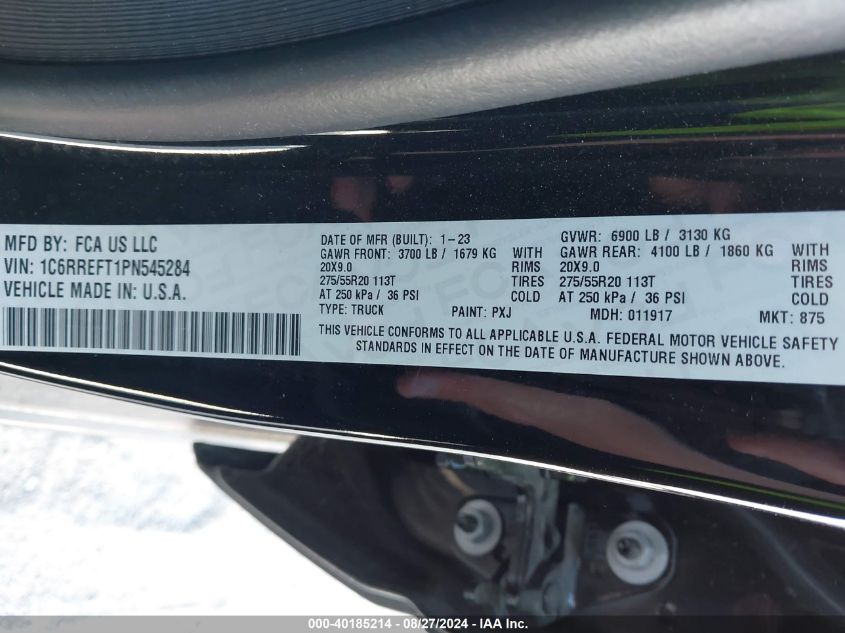 MFD BY: FCA US LLC
VIN: 1C6RREFT1PN545284
VEHICLE MADE IN: U.S.A.
DATE OF MFR (BUILT): 1-23 GVWR: 6900 LB / 3130 KG
GAWR FRONT: 3700 LB / 1679 KG WITH GAWR REAR: 4100 LB / 1860 KG WITH
20X9.0 RIMS 20X9.0 RIMS
275/55R20 113T TIRES 275/55R20 113T TIRES
AT 250 kPa / 36 PSI COLD AT 250 kPa / 36 PSI COLD
TYPE: TRUCK PAINT: PXJ MDH: 011917 MKT: 875
THIS VEHICLE CONFORMS TO ALL APPLICABLE U.S.A. FEDERAL MOTOR VEHICLE SAFETY
STANDARDS IN EFFECT ON THE DATE OF MANUFACTURE SHOWN ABOVE.
000-40185214 - 08/27/2024 - IAA Inc.